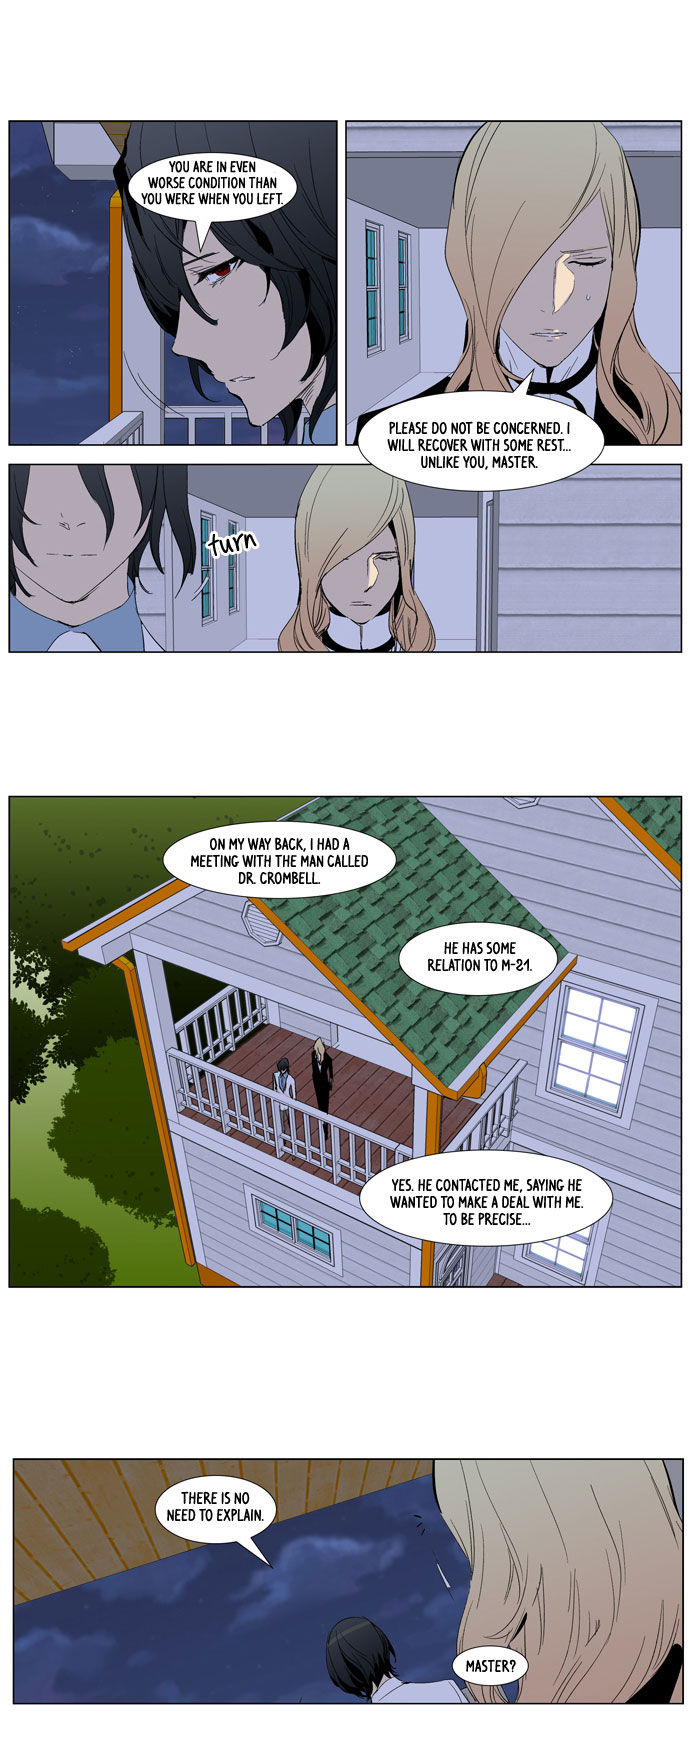 YOU ARE IN EVEN
WORSE CONDITION THAN
YOU WERE WHEN YOU LEFT.
PLEASE DO NOT BE CONCERNED. I
WILL RECOVER WITH SOME REST...
UNLIKE YOU, MASTER.
turn
ON MY WAY BACK, I HAD A
MEETING WITH THE MAN CALLED
DR. CROMBELL.
HE HAS SOME
RELATION TO M-21.
YES. HE CONTACTED ME, SAYING HE
WANTED TO MAKE A DEAL WITH ME.
TO BE PRECISE...
THERE IS NO
NEED TO EXPLAIN.
MASTER?